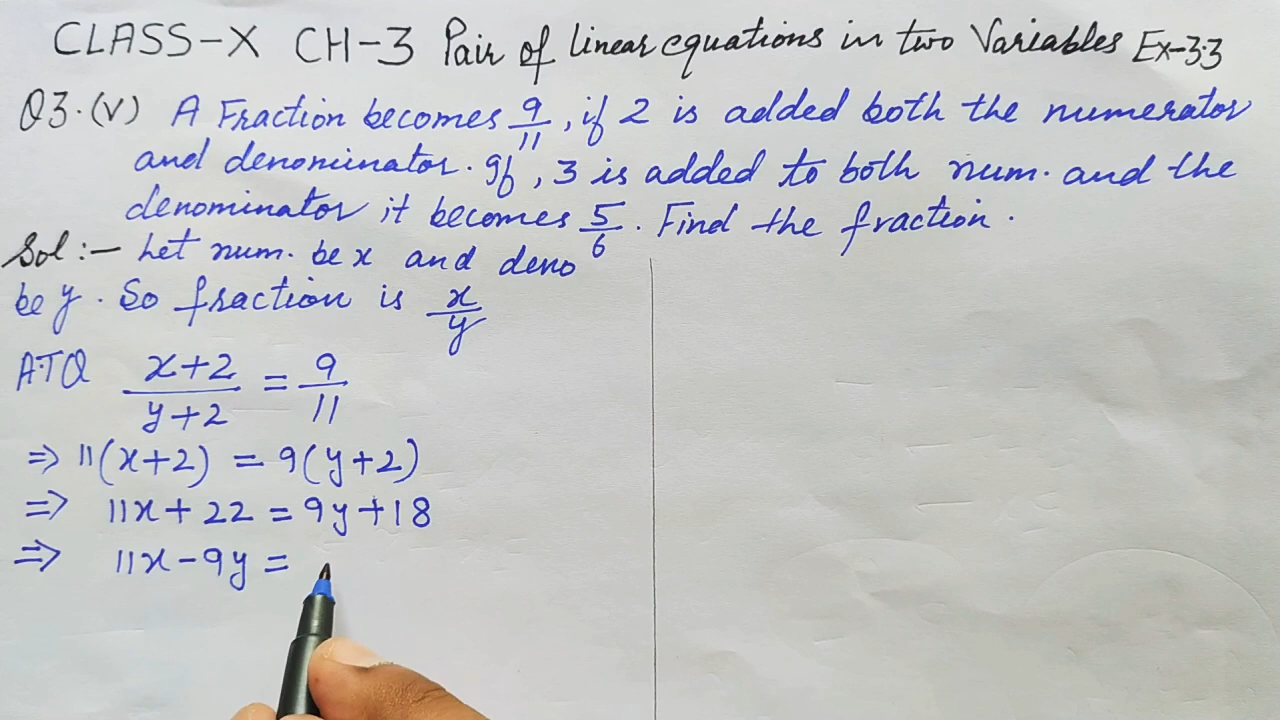 CLASS-X CH-3 Pair of linear equations in two Variables Ex-3.3
Q3.(V) A Fraction becomes 9/11, if 2 is added both the numerator
and denominator. If, 3 is added to both num. and the
denominator it becomes 5/6. Find the fraction.
Sol:- Let num. be x and deno
be y. So fraction is x/y
A.T.Q (x+2)/(y+2) = 9/11
⇒ 11(x+2) = 9(y+2)
⇒ 11x+22 = 9y+18
⇒ 11x-9y =